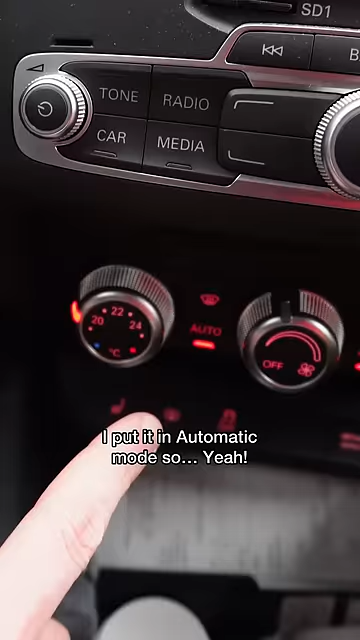 SD1
TONE
RADIO
B
CAR
MEDIA
22
20
24
°C
AUTO
OFF
I put it in Automatic
mode so... Yeah!